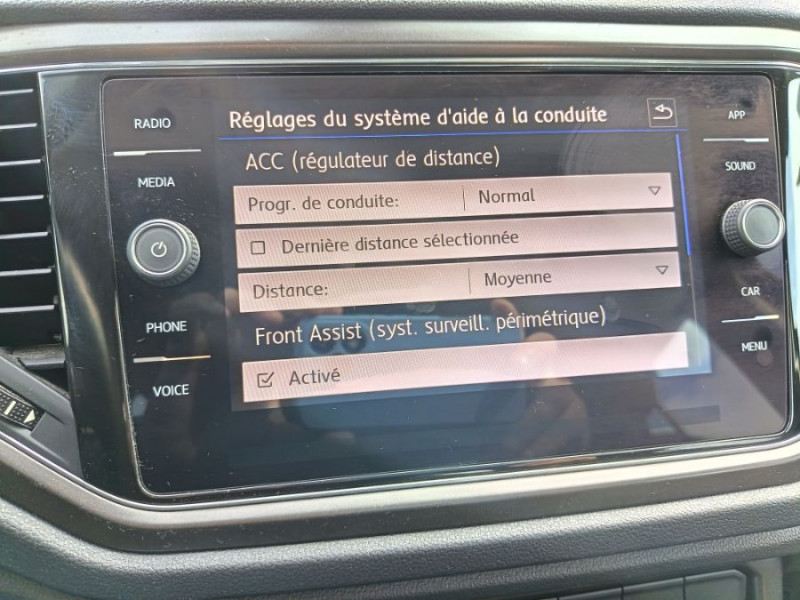 RADIO
MEDIA
PHONE
VOICE
Réglages du système d'aide à la conduite
ACC (régulateur de distance)
Progr. de conduite: Normal
Dernière distance sélectionnée
Distance: Moyenne
Front Assist (syst. surveill. périmétrique)
Activé
APP
SOUND
CAR
MENU